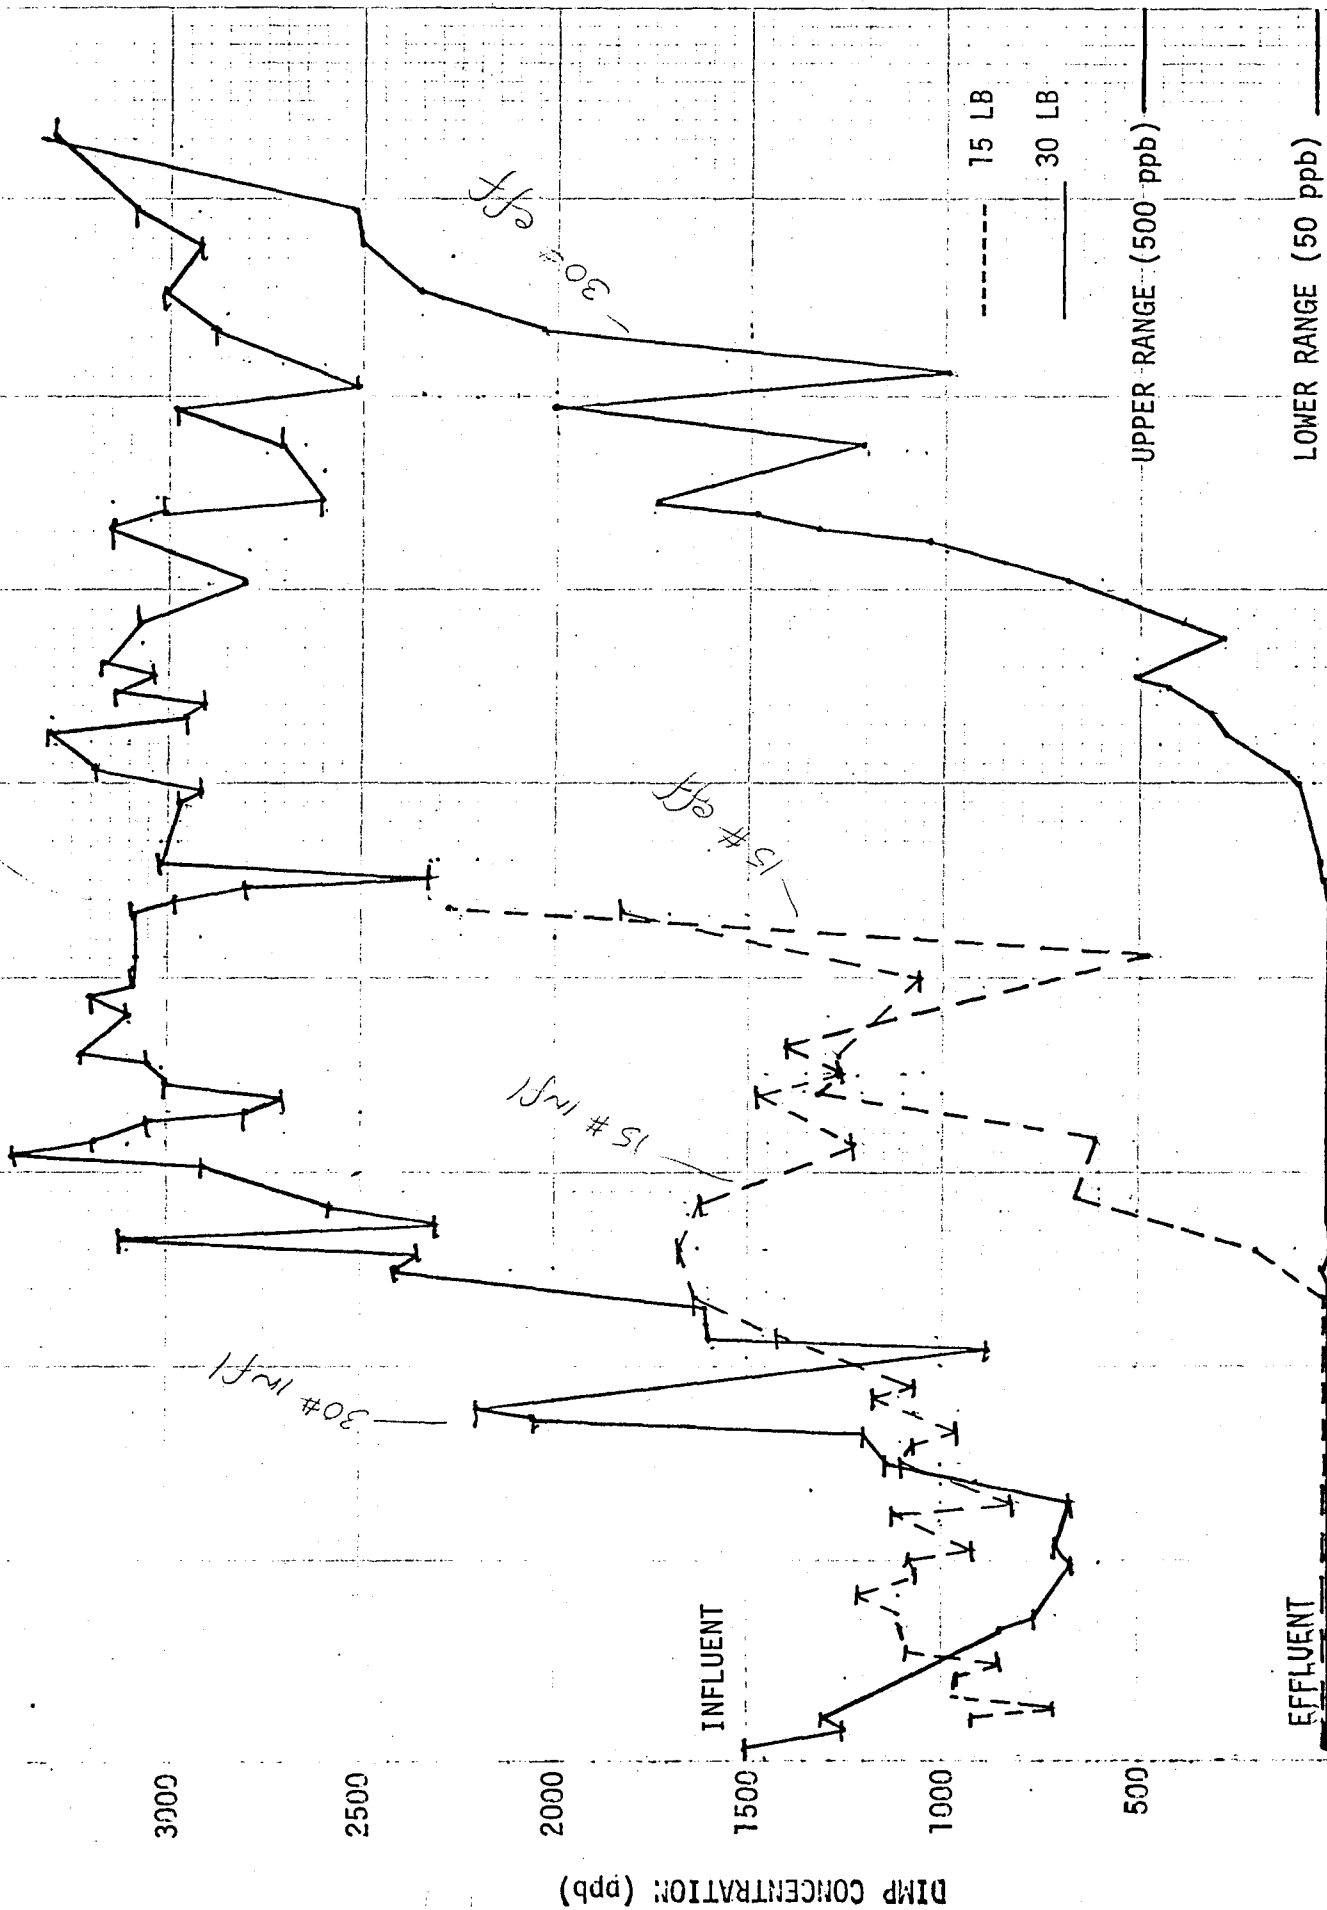 DIMP CONCENTRATION (ppb)
3000
2500
2000
1500
1000
500
INFLUENT
EFFLUENT
30# infl
15# infl
15# eff
30# eff
15 LB
30 LB
UPPER RANGE (500 ppb)
LOWER RANGE (50 ppb)